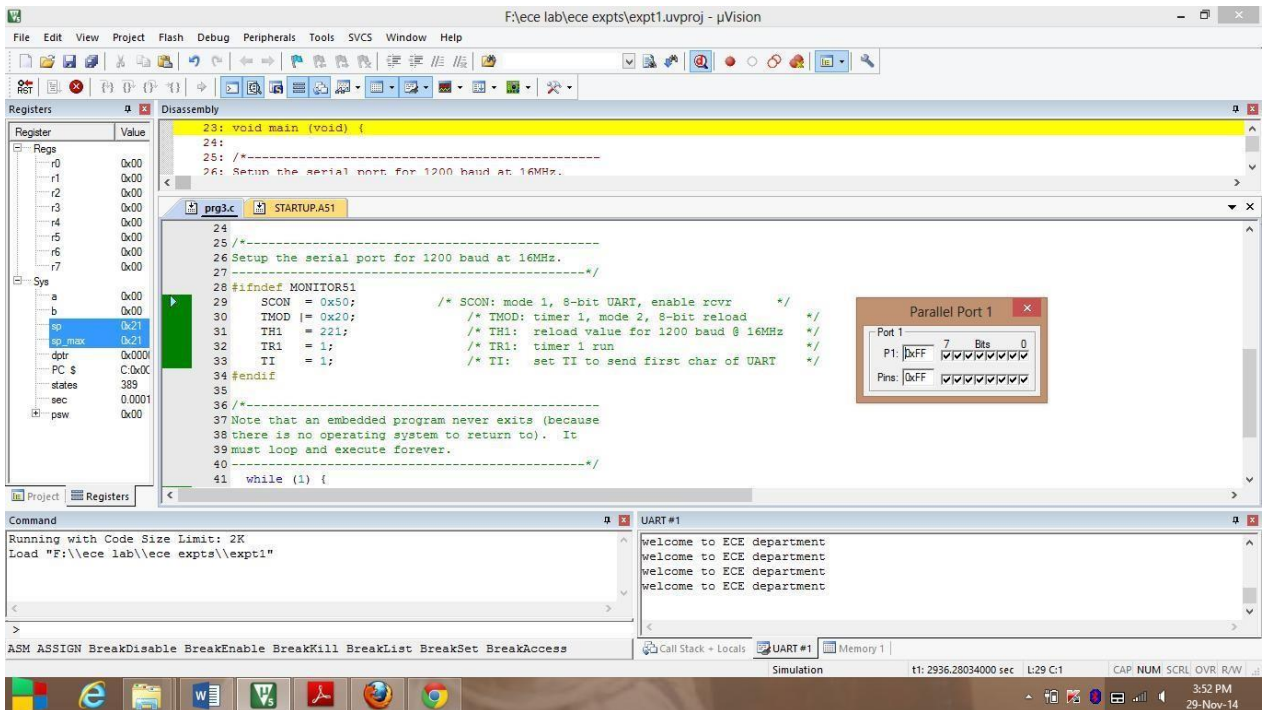 F:\ece lab\ece expts\expt1.uvproj - µVision
File Edit View Project Flash Debug Peripherals Tools SVCS Window Help
Registers
Register Value
Regs
r0 0x00
r1 0x00
r2 0x00
r3 0x00
r4 0x00
r5 0x00
r6 0x00
r7 0x00
Sys
a 0x00
b 0x00
sp 0x21
sp_max 0x21
dptr 0x000
PC $ C:0x0
states 389
sec 0.0001
psw 0x00
Project Registers
Disassembly
23: void main (void) {
24:
25: /*------------------------------------------------
26: Setup the serial port for 1200 baud at 16MHz.
prg3.c STARTUP.A51
24
25 /*------------------------------------------------
26 Setup the serial port for 1200 baud at 16MHz.
27 ------------------------------------------------*/
28 #ifndef MONITOR51
29 SCON = 0x50; /* SCON: mode 1, 8-bit UART, enable rcvr */
30 TMOD |= 0x20; /* TMOD: timer 1, mode 2, 8-bit reload */
31 TH1 = 221; /* TH1: reload value for 1200 baud @ 16MHz */
32 TR1 = 1; /* TR1: timer 1 run */
33 TI = 1; /* TI: set TI to send first char of UART */
34 #endif
35
36 /*------------------------------------------------
37 Note that an embedded program never exits (because
38 there is no operating system to return to). It
39 must loop and execute forever.
40 ------------------------------------------------*/
41 while (1) {
Parallel Port 1
Port 1
7 Bits 0
P1: 0xFF
Pins: 0xFF
Command
Running with Code Size Limit: 2K
Load "F:\\ece lab\\ece expts\\expt1"
>
ASM ASSIGN BreakDisable BreakEnable BreakKill BreakList BreakSet BreakAccess
UART #1
welcome to ECE department
welcome to ECE department
welcome to ECE department
welcome to ECE department
Call Stack + Locals UART #1 Memory 1
Simulation t1: 2936.28034000 sec L:29 C:1 CAP NUM SCRL OVR R/W
3:52 PM
29-Nov-14